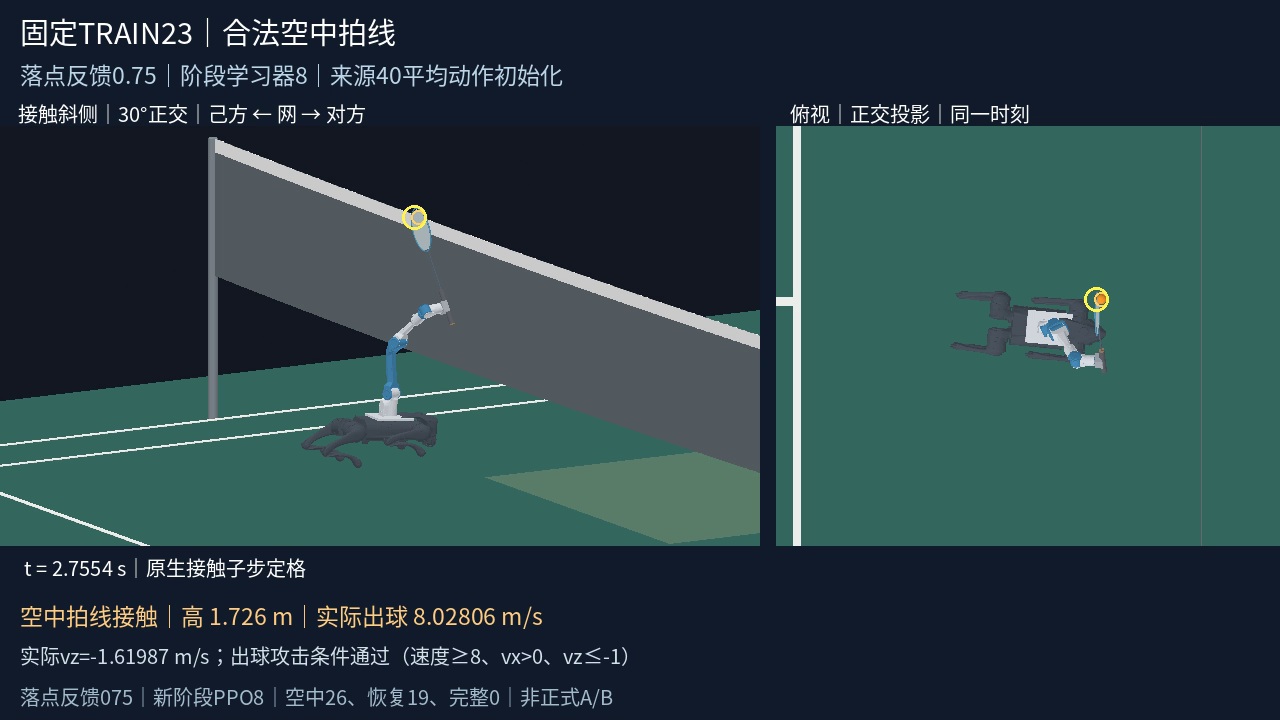 固定TRAIN23｜合法空中拍线
落点反馈0.75｜阶段学习器8｜来源40平均动作初始化
接触斜侧｜30°正交｜己方 ← 网 → 对方
俯视｜正交投影｜同一时刻
t = 2.7554 s｜原生接触子步定格
空中拍线接触｜高 1.726 m｜实际出球 8.02806 m/s
实际vz=-1.61987 m/s；出球攻击条件通过（速度≥8、vx>0、vz≤-1）
落点反馈075｜新阶段PPO8｜空中26、恢复19、完整0｜非正式A/B